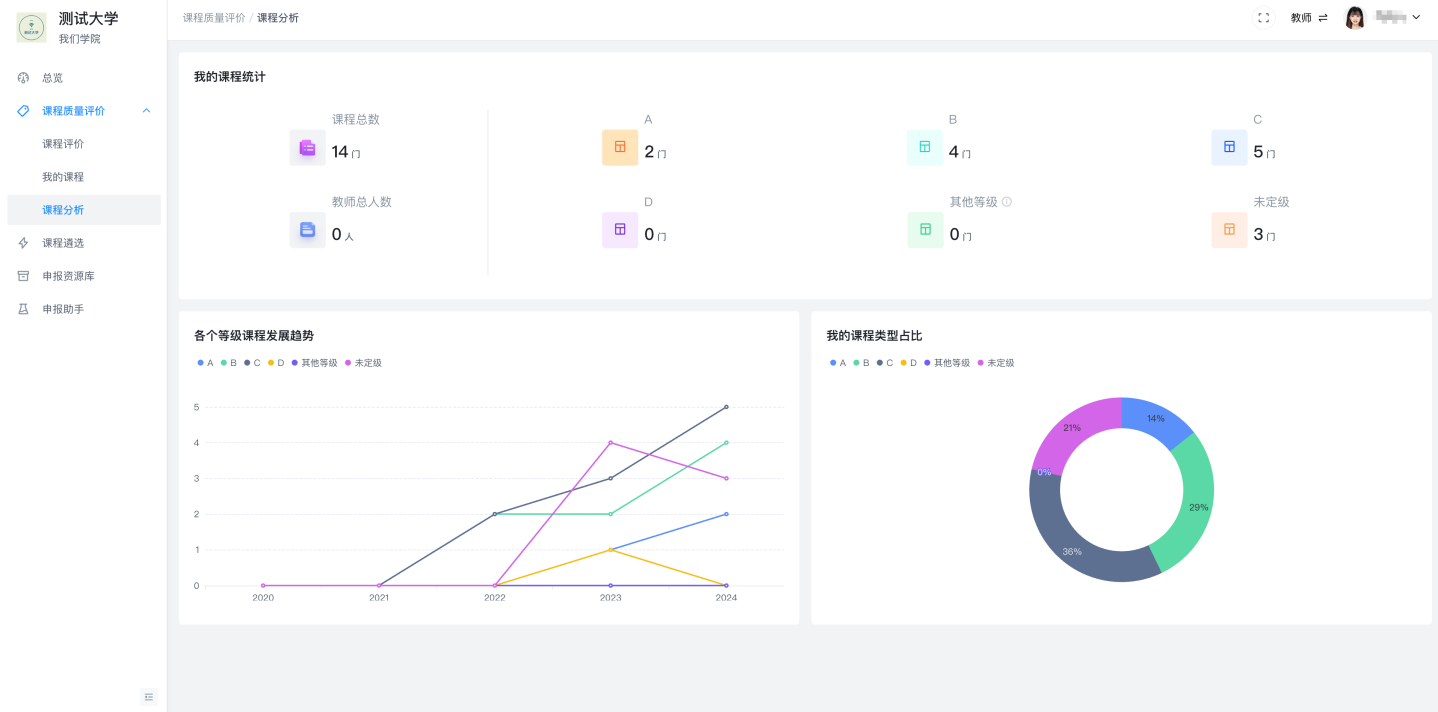 测试大学
我们学院
总览
课程质量评价
课程评价
我的课程
课程分析
课程遴选
申报资源库
申报助手
课程质量评价 / 课程分析
教师
我的课程统计
课程总数
14 门
A
2 门
B
4 门
C
5 门
教师总人数
0 人
D
0 门
其他等级
0 门
未定级
3 门
各个等级课程发展趋势
A B C D 其他等级 未定级
5
4
3
2
1
0
2020 2021 2022 2023 2024
我的课程类型占比
A B C D 其他等级 未定级
14%
21%
0%
29%
36%